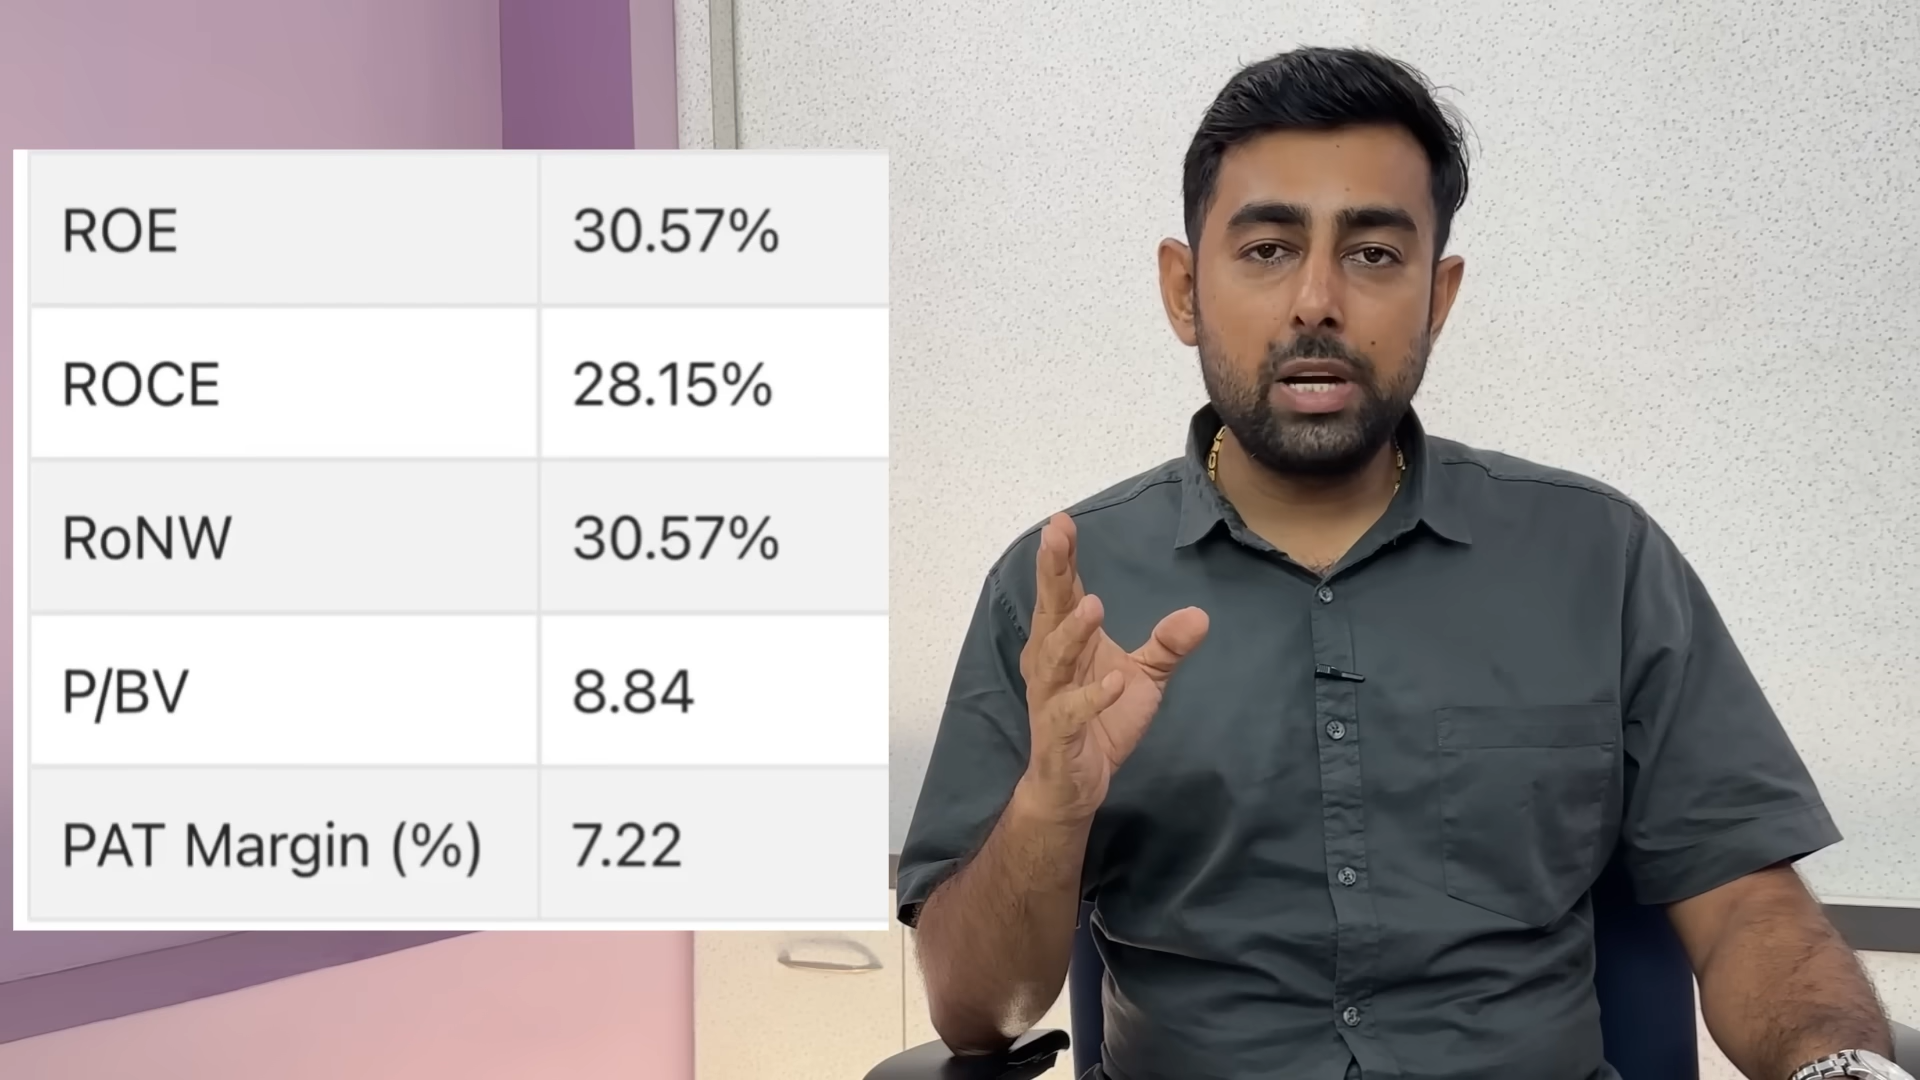 ROE 30.57%
ROCE 28.15%
RoNW 30.57%
P/BV 8.84
PAT Margin (%) 7.22